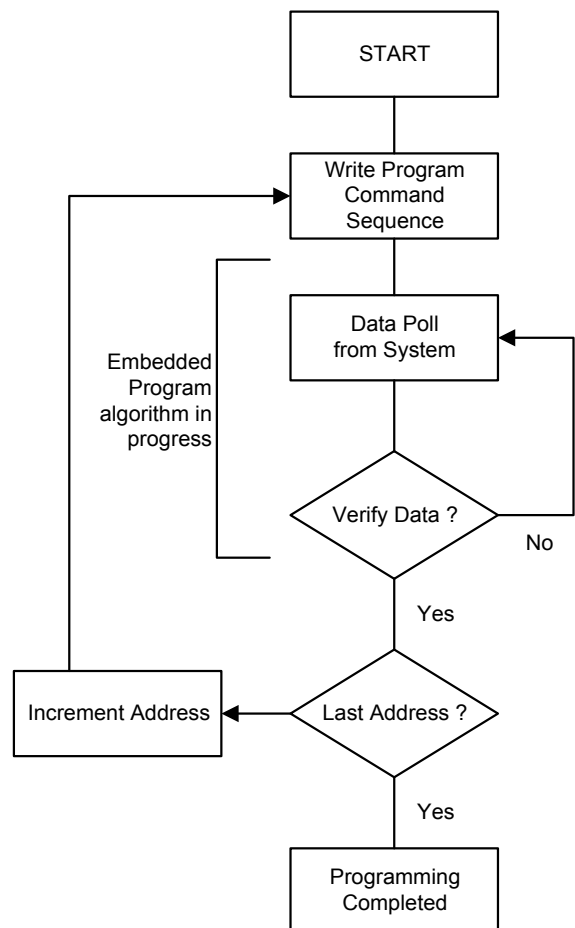 START
Write Program
Command
Sequence
Data Poll
from System
Embedded
Program
algorithm in
progress
Verify Data ?
No
Yes
Increment Address
Last Address ?
Yes
Programming
Completed